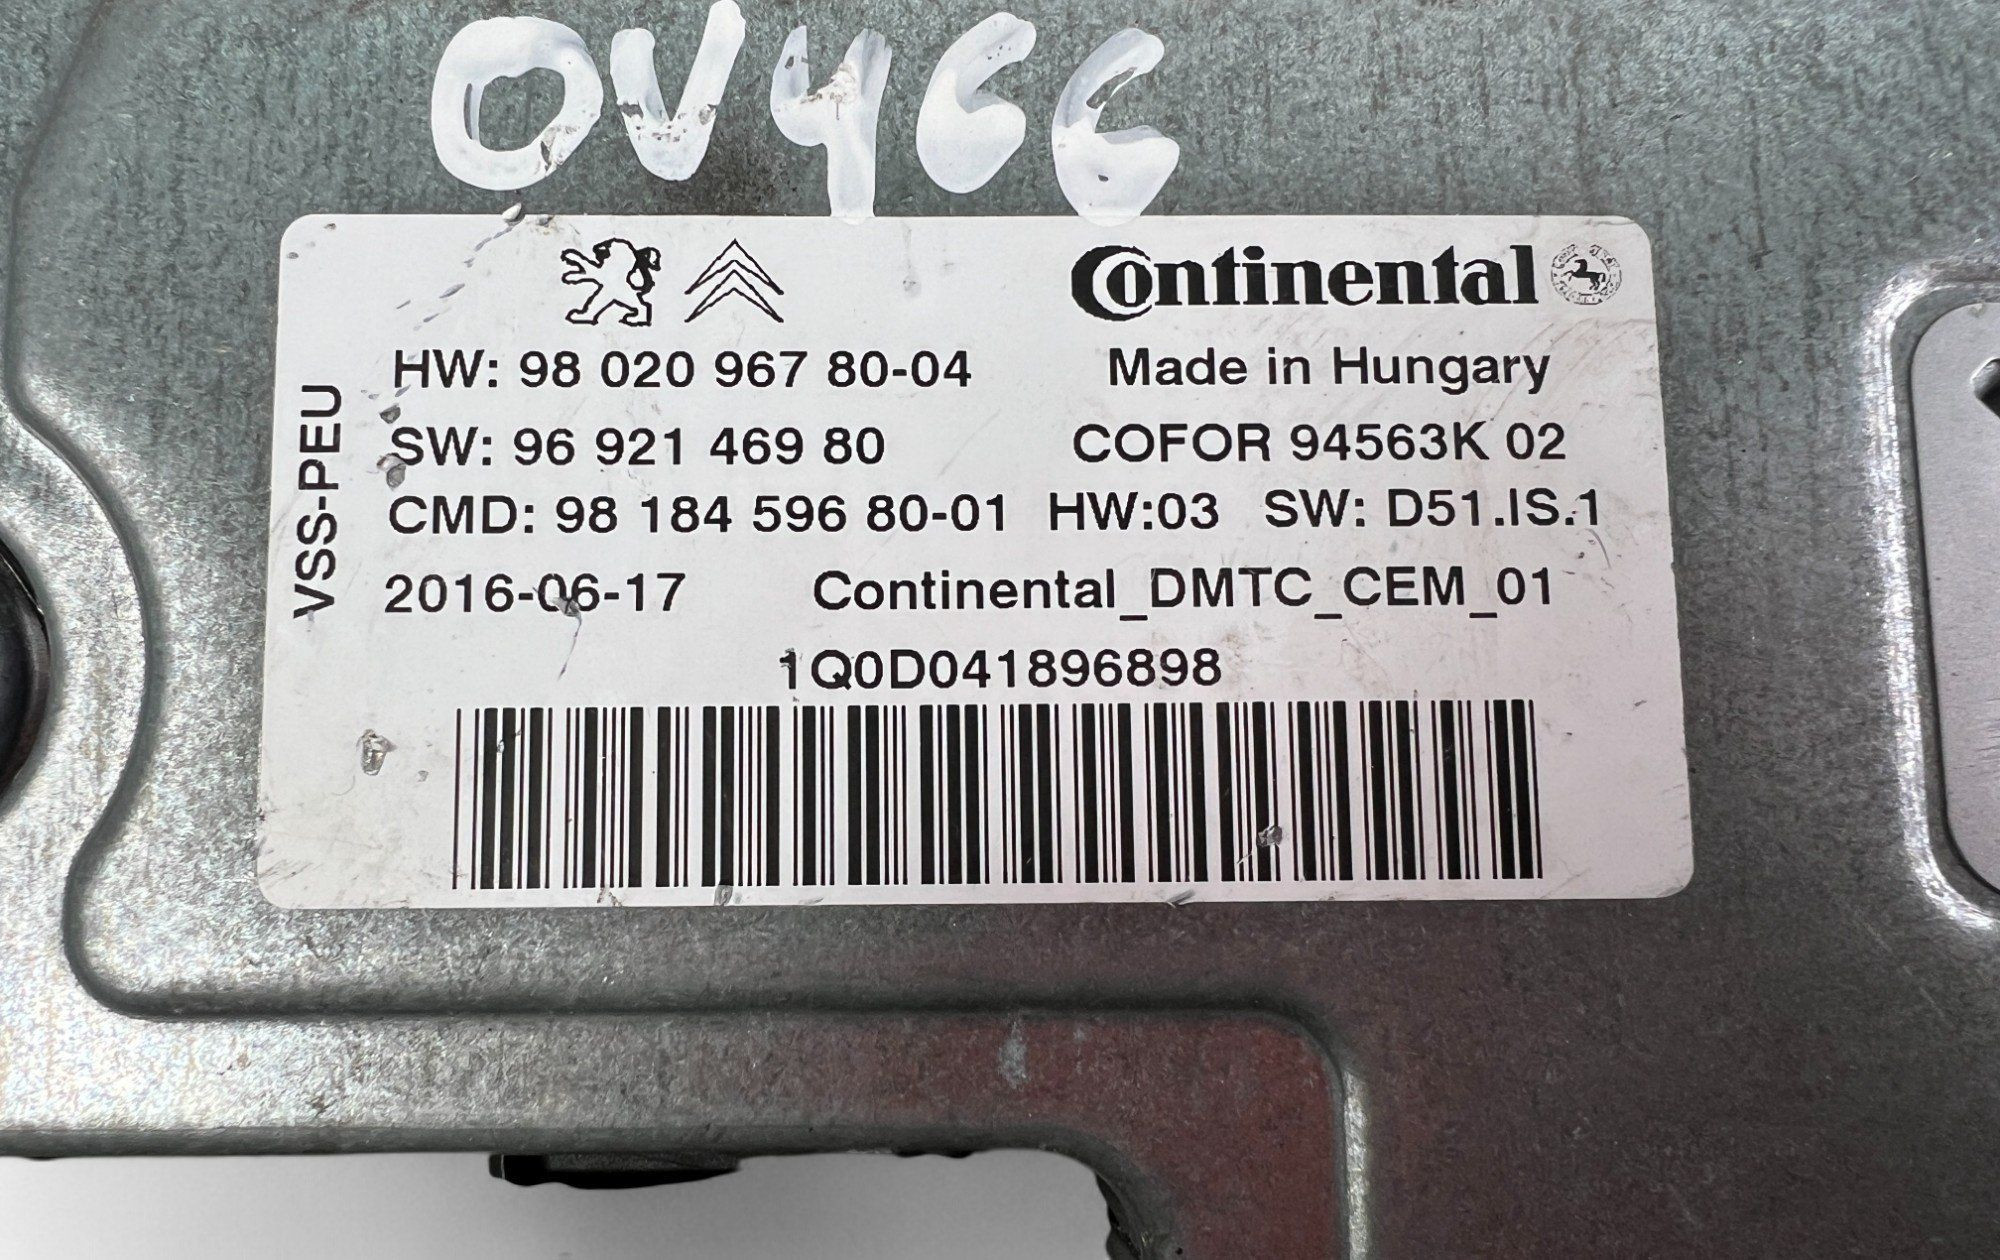 OV466
Continental
HW: 98 020 967 80-04 Made in Hungary
SW: 96 921 469 80 COFOR 94563K 02
CMD: 98 184 596 80-01 HW:03 SW: D51.IS.1
2016-06-17 Continental_DMTC_CEM_01
1Q0D041896898
VSS-PEU